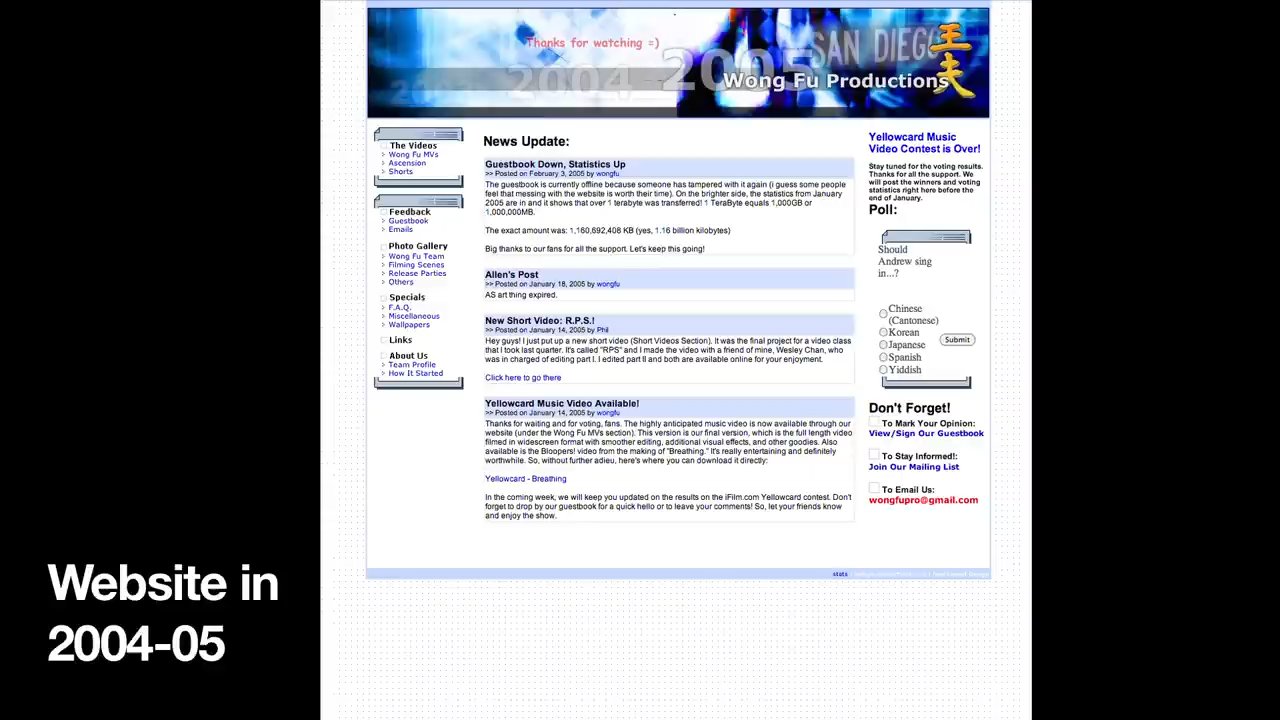 Thanks for watching =)
SAN DIEGO
2004
2005
Wong Fu Productions
王夫
The Videos
Wong Fu MVs
Ascension
Shorts
Feedback
Guestbook
Emails
Photo Gallery
Wong Fu Team
Filming Scenes
Release Parties
Others
Specials
F.A.Q.
Miscellaneous
Wallpapers
Links
About Us
Team Profile
How It Started
News Update:
Guestbook Down, Statistics Up
>> Posted on February 3, 2005 by wongfu
The guestbook is currently offline because someone has tampered with it again (i guess some people
feel that messing with the website is worth their time). On the brighter side, the statistics from January
2005 are in and it shows that over 1 terabyte was transferred! 1 TeraByte equals 1,000GB or
1,000,000MB.
The exact amount was: 1,160,692,408 KB (yes, 1.16 billion kilobytes)
Big thanks to our fans for all the support. Let's keep this going!
Allen's Post
>> Posted on January 18, 2005 by wongfu
AS art thing expired.
New Short Video: R.P.S.!
>> Posted on January 14, 2005 by Phil
Hey guys! I just put up a new short video (Short Videos Section). It was the final project for a video class
that I took last quarter. It's called "RPS" and I made the video with a friend of mine, Wesley Chan, who
was in charge of editing part I. I edited part II and both are available online for your enjoyment.
Click here to go there
Yellowcard Music Video Available!
>> Posted on January 14, 2005 by wongfu
Thanks for waiting and for voting, fans. The highly anticipated music video is now available through our
website (under the Wong Fu MVs section). This version is our final version, which is the full length video
filmed in widescreen format with smoother editing, additional visual effects, and other goodies. Also
available is the Bloopers! video from the making of "Breathing." It's really entertaining and definitely
worthwhile. So, without further adieu, here's where you can download it directly:
Yellowcard - Breathing
In the coming week, we will keep you updated on the results on the iFilm.com Yellowcard contest. Don't
forget to drop by our guestbook for a quick hello or to leave your comments! So, let your friends know
and enjoy the show.
Yellowcard Music
Video Contest is Over!
Stay tuned for the voting results.
Thanks for all the support. We
will post the winners and voting
statistics right here before the
end of January.
Poll:
Should
Andrew sing
in...?
Chinese
(Cantonese)
Korean
Japanese
Spanish
Yiddish
Submit
Don't Forget!
To Mark Your Opinion:
View/Sign Our Guestbook
To Stay Informed!:
Join Our Mailing List
To Email Us:
wongfupro@gmail.com
stats
Website in
2004-05